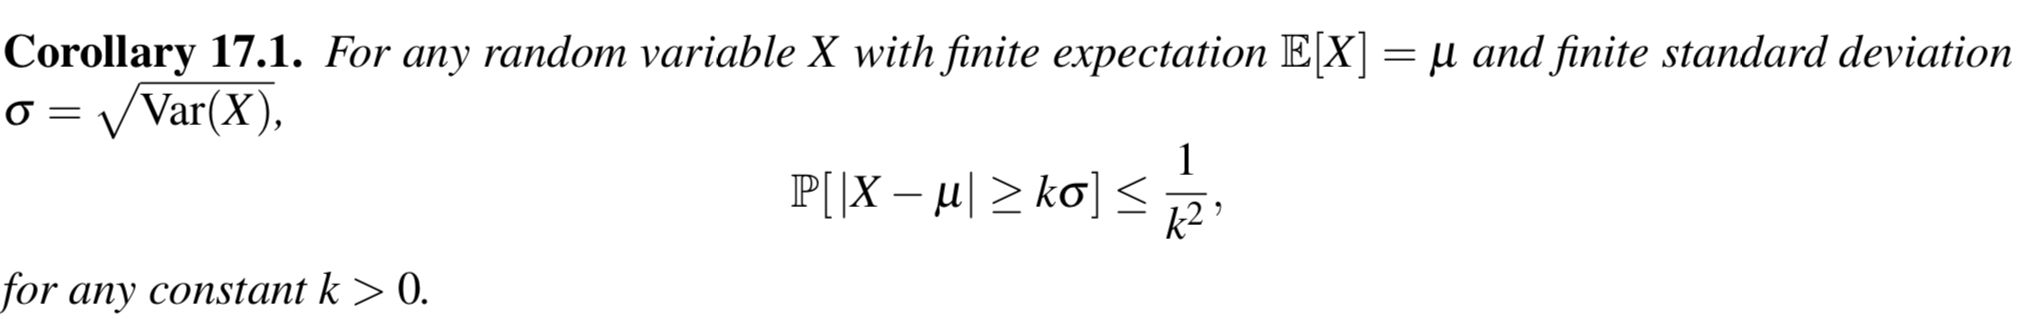 Corollary 17.1. For any random variable X with finite expectation 𝔼[X] = μ and finite standard deviation
σ = √Var(X),
ℙ[|X − μ| ≥ kσ] ≤ 1/k²,
for any constant k > 0.